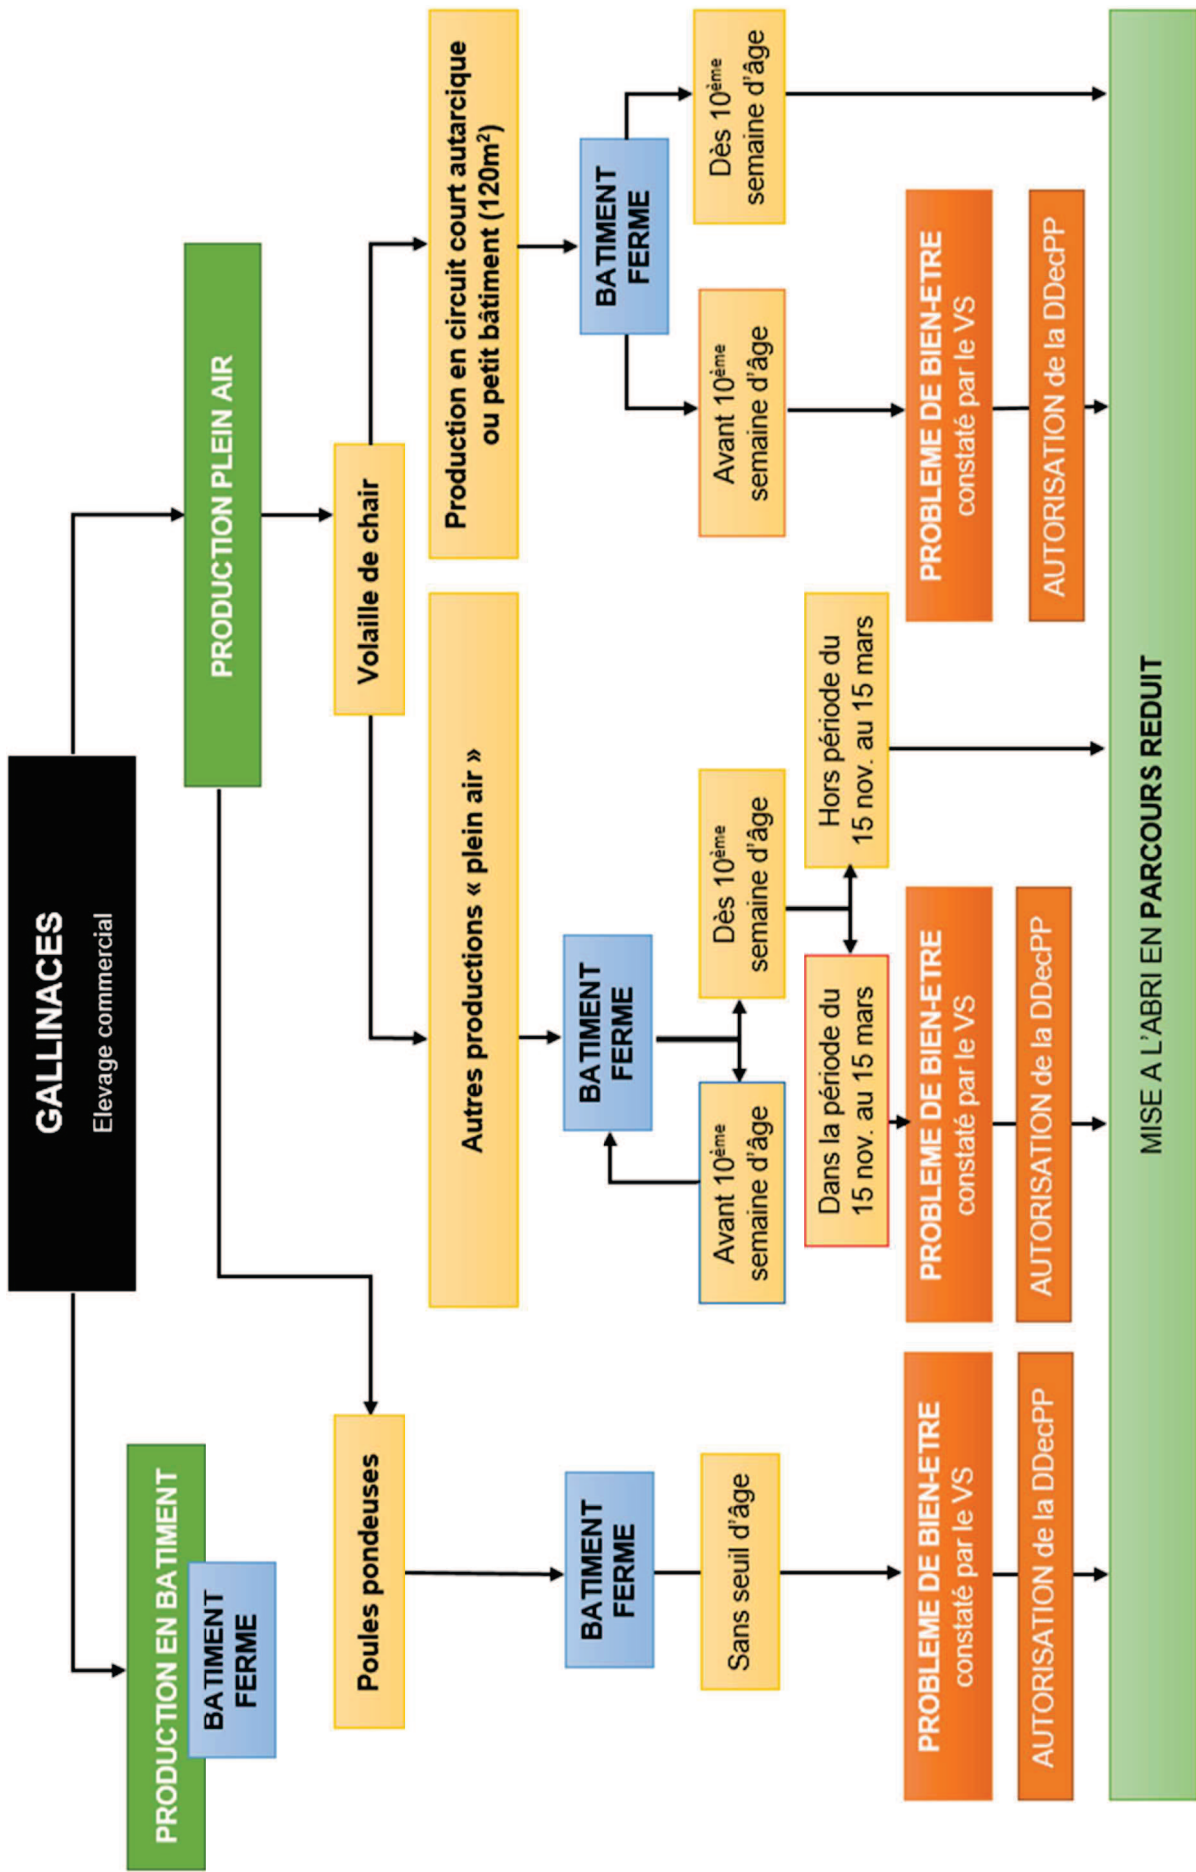 GALLINACES
Elevage commercial
PRODUCTION EN BATIMENT
BATIMENT
FERME
PRODUCTION PLEIN AIR
Poules pondeuses
Volaille de chair
Autres productions « plein air »
Production en circuit court autarcique
ou petit bâtiment (120m²)
BATIMENT
FERME
BATIMENT
FERME
BATIMENT
FERME
Sans seuil d'âge
Avant 10ème
semaine d'âge
Dès 10ème
semaine d'âge
Avant 10ème
semaine d'âge
Dès 10ème
semaine d'âge
Dans la période du
15 nov. au 15 mars
Hors période du
15 nov. au 15 mars
PROBLEME DE BIEN-ETRE
constaté par le VS
PROBLEME DE BIEN-ETRE
constaté par le VS
PROBLEME DE BIEN-ETRE
constaté par le VS
AUTORISATION de la DDecPP
AUTORISATION de la DDecPP
AUTORISATION de la DDecPP
MISE A L'ABRI EN PARCOURS REDUIT